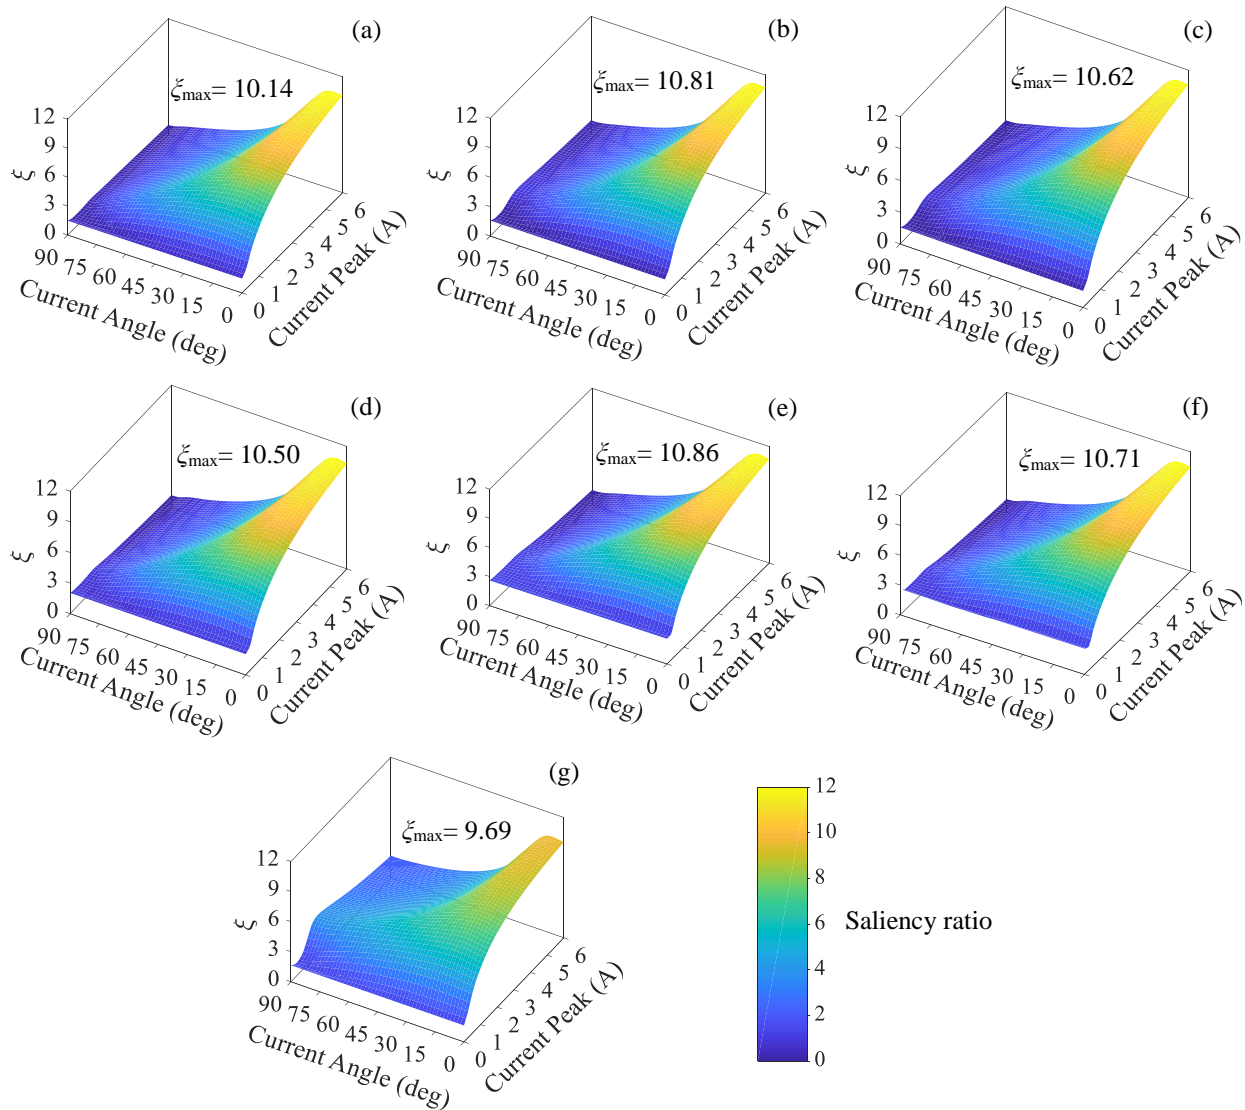 (a)
ξmax= 10.14
12
9
6
3
0
ξ
90 75 60 45 30 15 0
Current Angle (deg)
0 1 2 3 4 5 6
Current Peak (A)
(b)
ξmax= 10.81
12
9
6
3
0
ξ
90 75 60 45 30 15 0
Current Angle (deg)
0 1 2 3 4 5 6
Current Peak (A)
(c)
ξmax= 10.62
12
9
6
3
0
ξ
90 75 60 45 30 15 0
Current Angle (deg)
0 1 2 3 4 5 6
Current Peak (A)
(d)
ξmax= 10.50
12
9
6
3
0
ξ
90 75 60 45 30 15 0
Current Angle (deg)
0 1 2 3 4 5 6
Current Peak (A)
(e)
ξmax= 10.86
12
9
6
3
0
ξ
90 75 60 45 30 15 0
Current Angle (deg)
0 1 2 3 4 5 6
Current Peak (A)
(f)
ξmax= 10.71
12
9
6
3
0
ξ
90 75 60 45 30 15 0
Current Angle (deg)
0 1 2 3 4 5 6
Current Peak (A)
(g)
ξmax= 9.69
12
9
6
3
0
ξ
90 75 60 45 30 15 0
Current Angle (deg)
0 1 2 3 4 5 6
Current Peak (A)
12
10
8
6
4
2
0
Saliency ratio